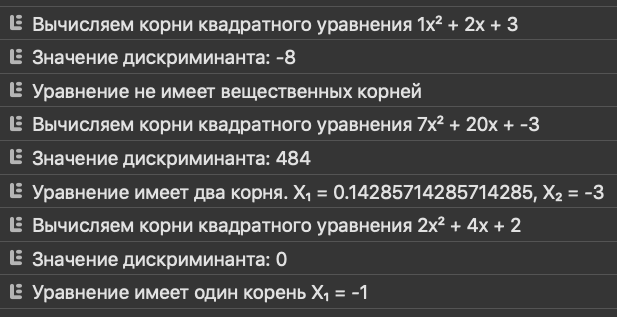 Вычисляем корни квадратного уравнения 1x² + 2x + 3
Значение дискриминанта: -8
Уравнение не имеет вещественных корней
Вычисляем корни квадратного уравнения 7x² + 20x + -3
Значение дискриминанта: 484
Уравнение имеет два корня. X₁ = 0.14285714285714285, X₂ = -3
Вычисляем корни квадратного уравнения 2x² + 4x + 2
Значение дискриминанта: 0
Уравнение имеет один корень X₁ = -1